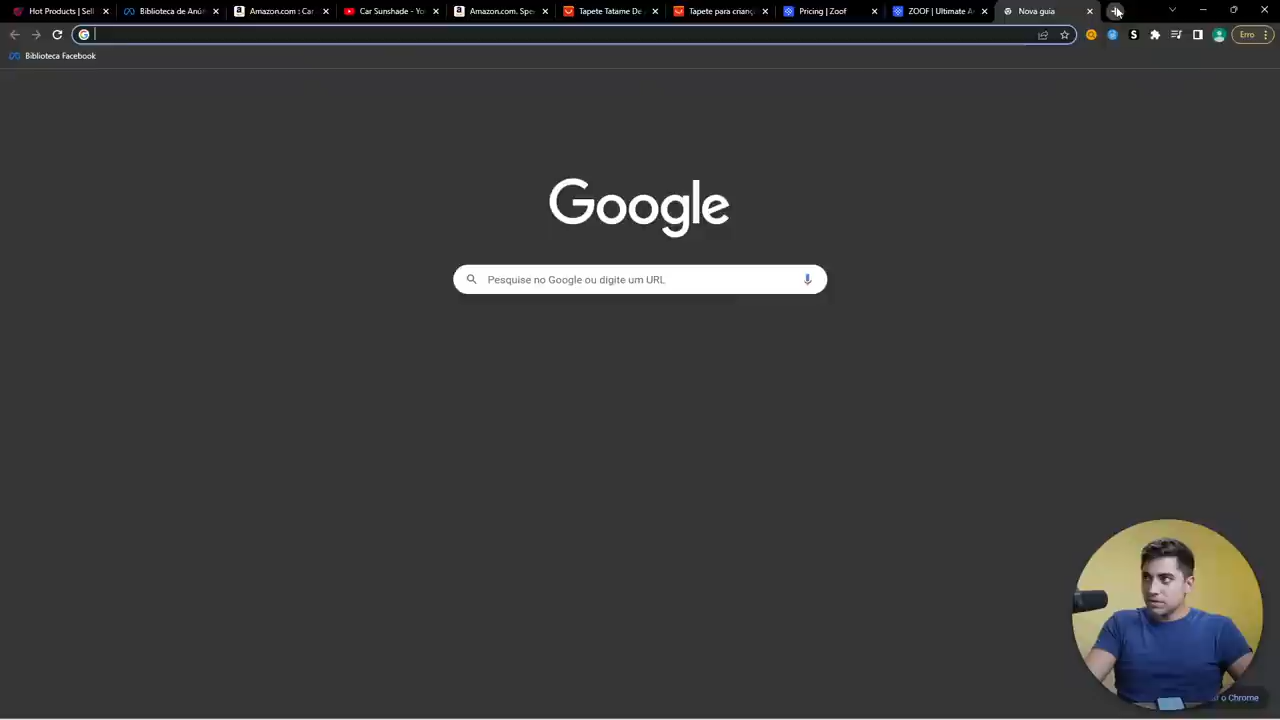 Hot Products | Sell
Biblioteca de Anún
Amazon.com : Car
Car Sunshade - Yo
Amazon.com. Spe
Tapete Tatame De
Tapete para crianç
Pricing | Zoof
ZOOF | Ultimate A
Nova guia
Erro
Biblioteca Facebook
Google
Pesquise no Google ou digite um URL
o Chrome